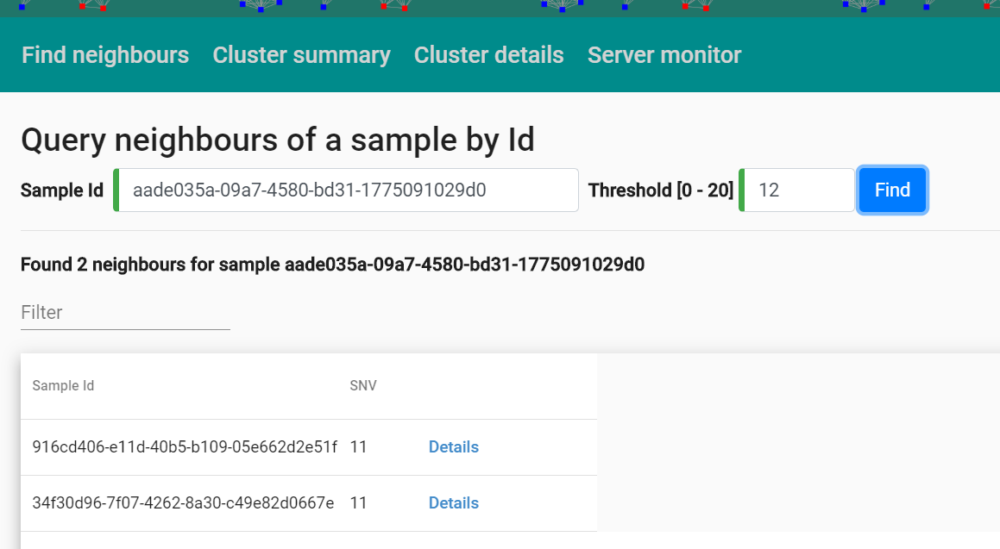 Find neighbours Cluster summary Cluster details Server monitor
Query neighbours of a sample by Id
Sample Id aade035a-09a7-4580-bd31-1775091029d0 Threshold [0 - 20] 12 Find
Found 2 neighbours for sample aade035a-09a7-4580-bd31-1775091029d0
Filter
Sample Id SNV
916cd406-e11d-40b5-b109-05e662d2e51f 11 Details
34f30d96-7f07-4262-8a30-c49e82d0667e 11 Details